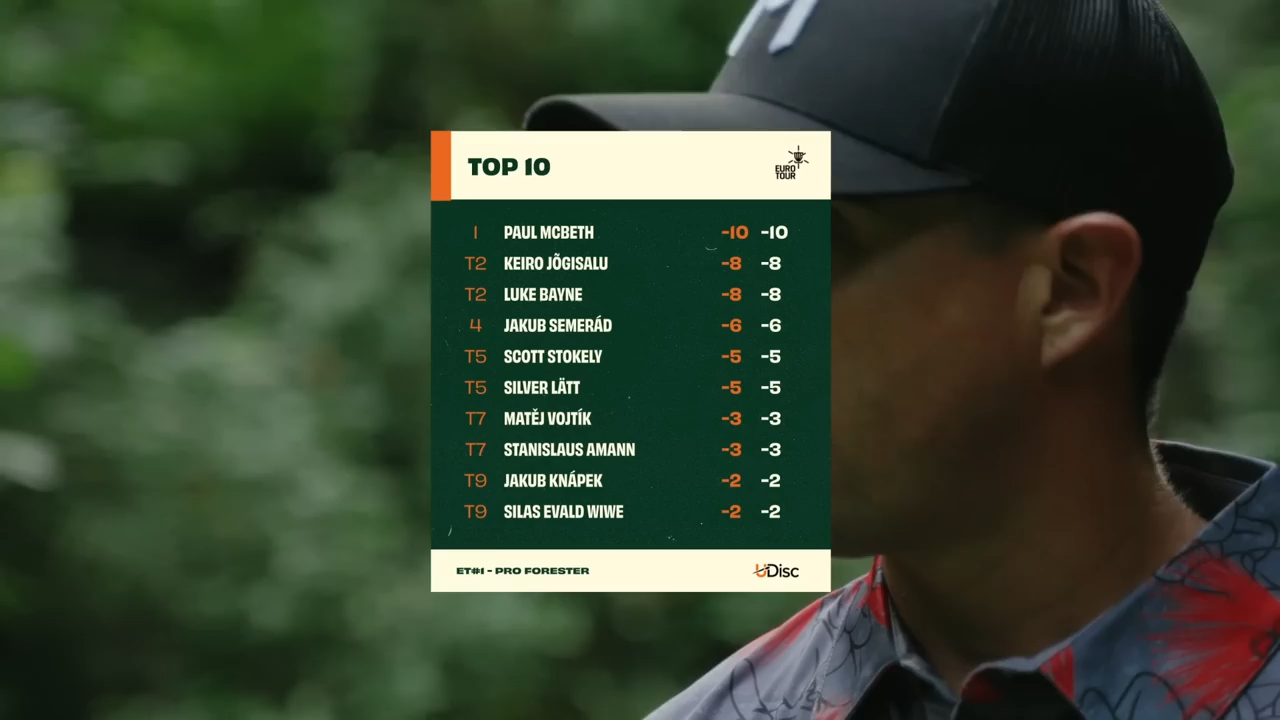 TOP 10
EURO
TOUR
1 PAUL MCBETH -10 -10
T2 KEIRO JÕGISALU -8 -8
T2 LUKE BAYNE -8 -8
4 JAKUB SEMERÁD -6 -6
T5 SCOTT STOKELY -5 -5
T5 SILVER LÄTT -5 -5
T7 MATĚJ VOJTÍK -3 -3
T7 STANISLAUS AMANN -3 -3
T9 JAKUB KNÁPEK -2 -2
T9 SILAS EVALD WIWE -2 -2
ET#1 - PRO FORESTER
UDisc